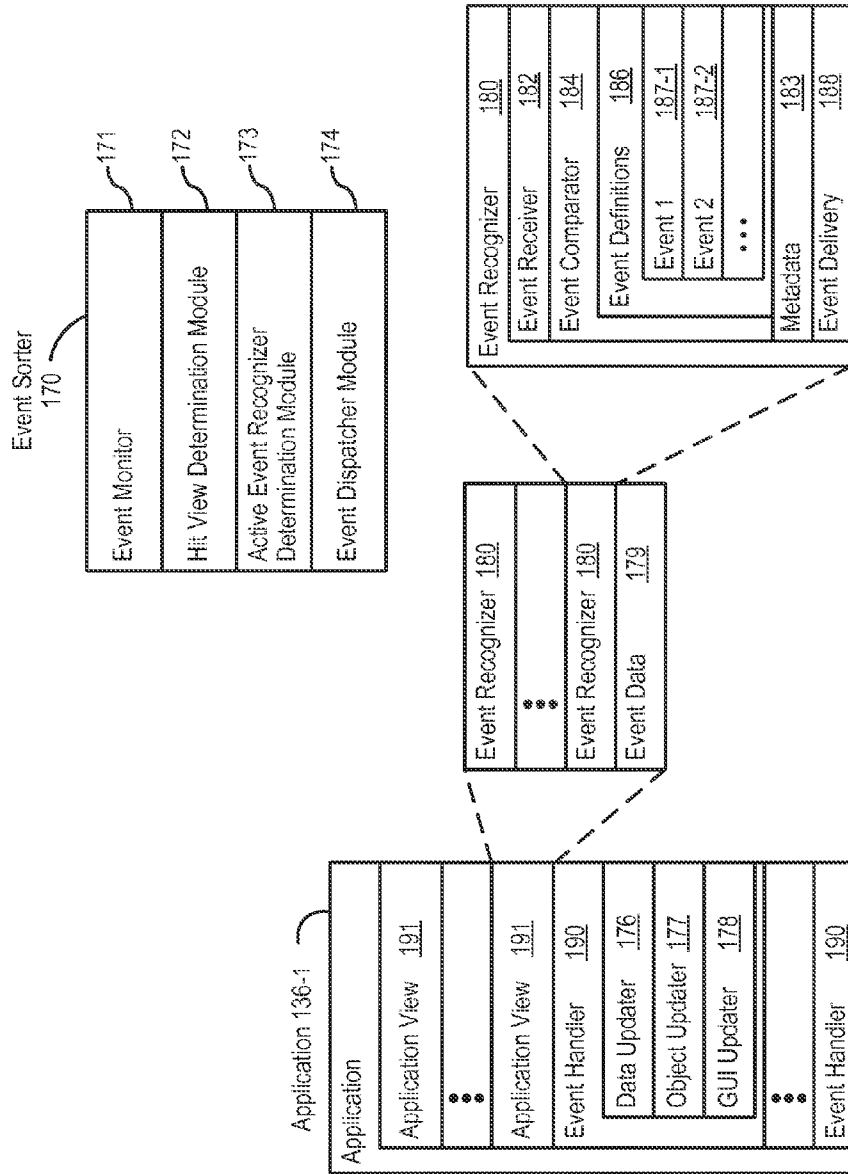 Event Sorter
170
Event Monitor
171
Hit View Determination Module
172
Active Event Recognizer
Determination Module
173
Event Dispatcher Module
174
Application 136-1
Application
Application View 191
•••
Application View 191
Event Handler 190
Data Updater 176
Object Updater 177
GUI Updater 178
•••
Event Handler 190
Event Recognizer 180
•••
Event Recognizer 180
Event Data 179
Event Recognizer 180
Event Receiver 182
Event Comparator 184
Event Definitions 186
Event 1 187-1
Event 2 187-2
•••
Metadata 183
Event Delivery 188